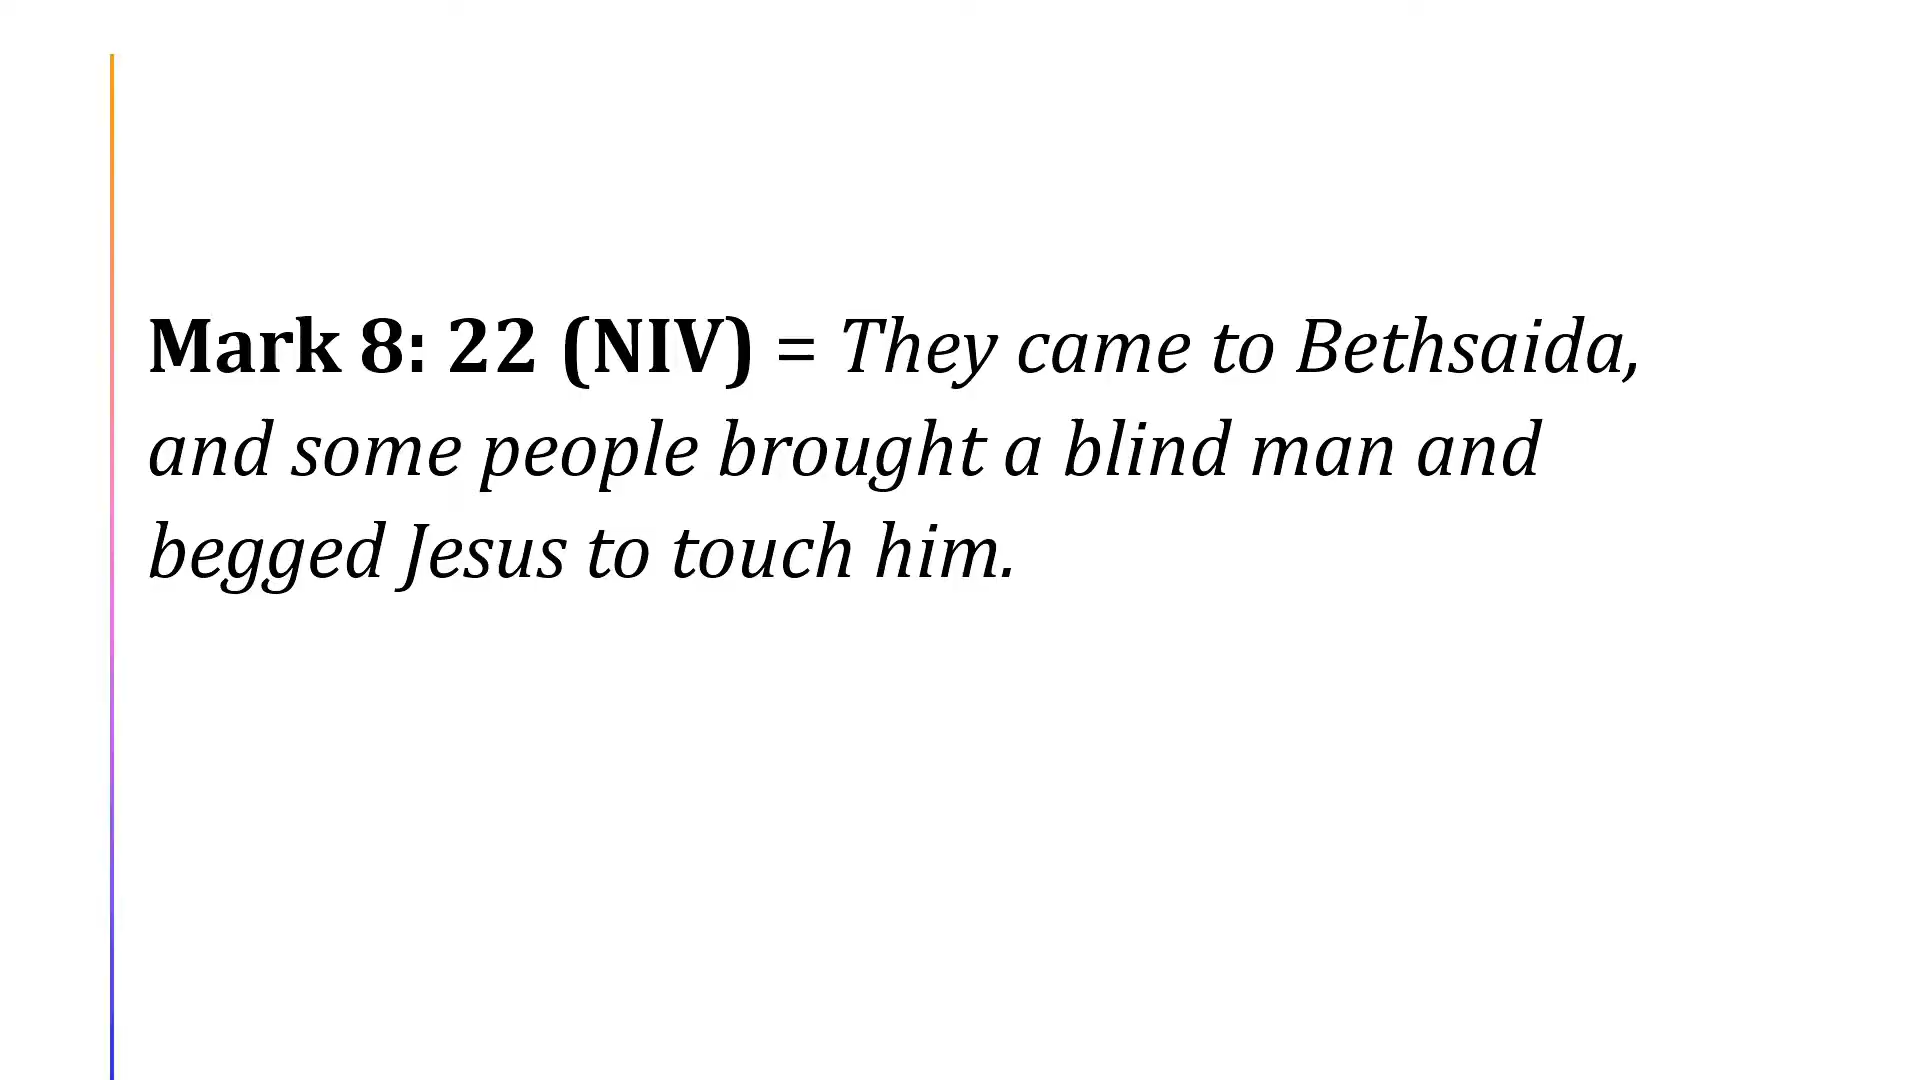 Mark 8: 22 (NIV) = They came to Bethsaida,
and some people brought a blind man and
begged Jesus to touch him.